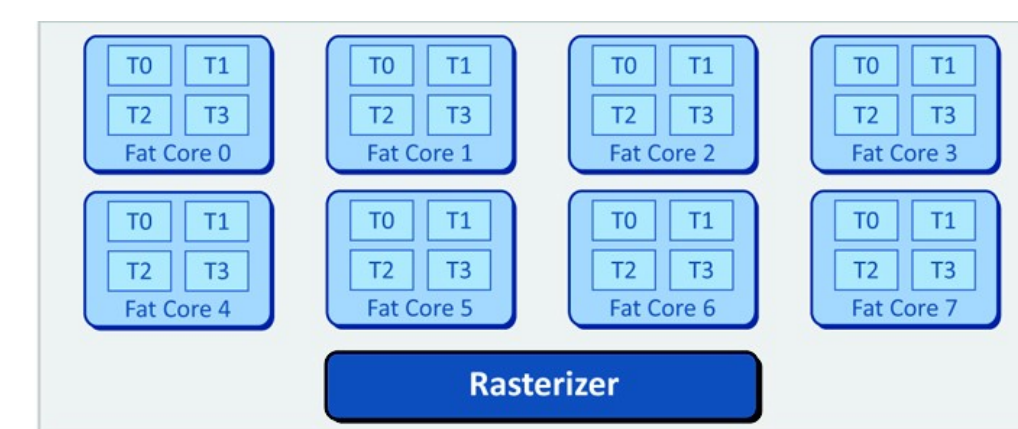 T0 T1 T0 T1 T0 T1 T0 T1
T2 T3 T2 T3 T2 T3 T2 T3
Fat Core 0 Fat Core 1 Fat Core 2 Fat Core 3
T0 T1 T0 T1 T0 T1 T0 T1
T2 T3 T2 T3 T2 T3 T2 T3
Fat Core 4 Fat Core 5 Fat Core 6 Fat Core 7
Rasterizer